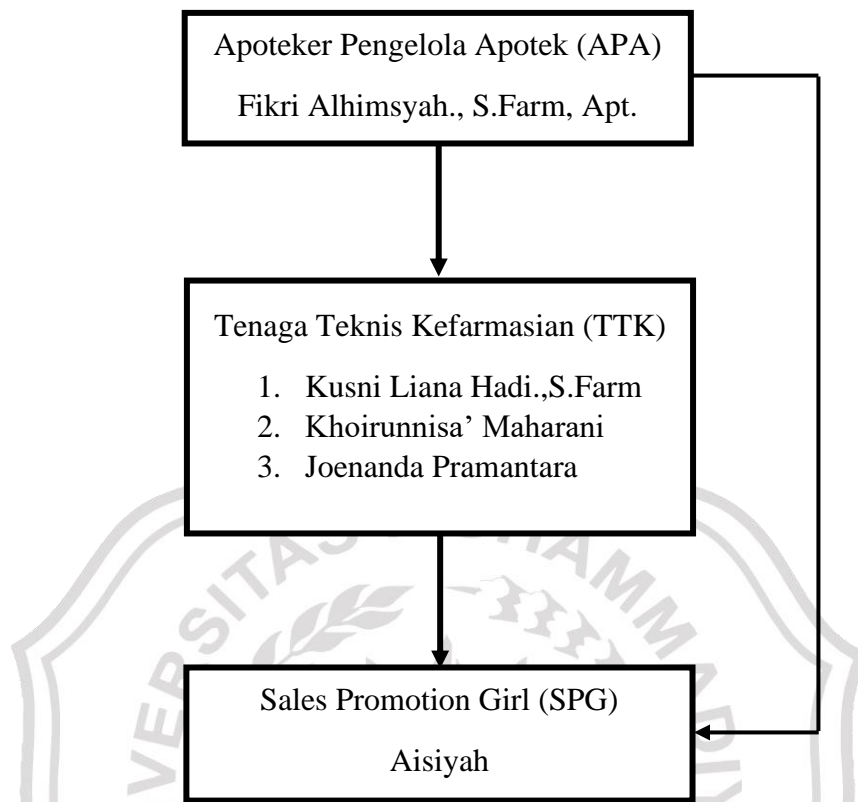 Apoteker Pengelola Apotek (APA)
Fikri Alhimsyah., S.Farm, Apt.
Tenaga Teknis Kefarmasian (TTK)
1. Kusni Liana Hadi.,S.Farm
2. Khoirunnisa’ Maharani
3. Joenanda Pramantara
Sales Promotion Girl (SPG)
Aisiyah